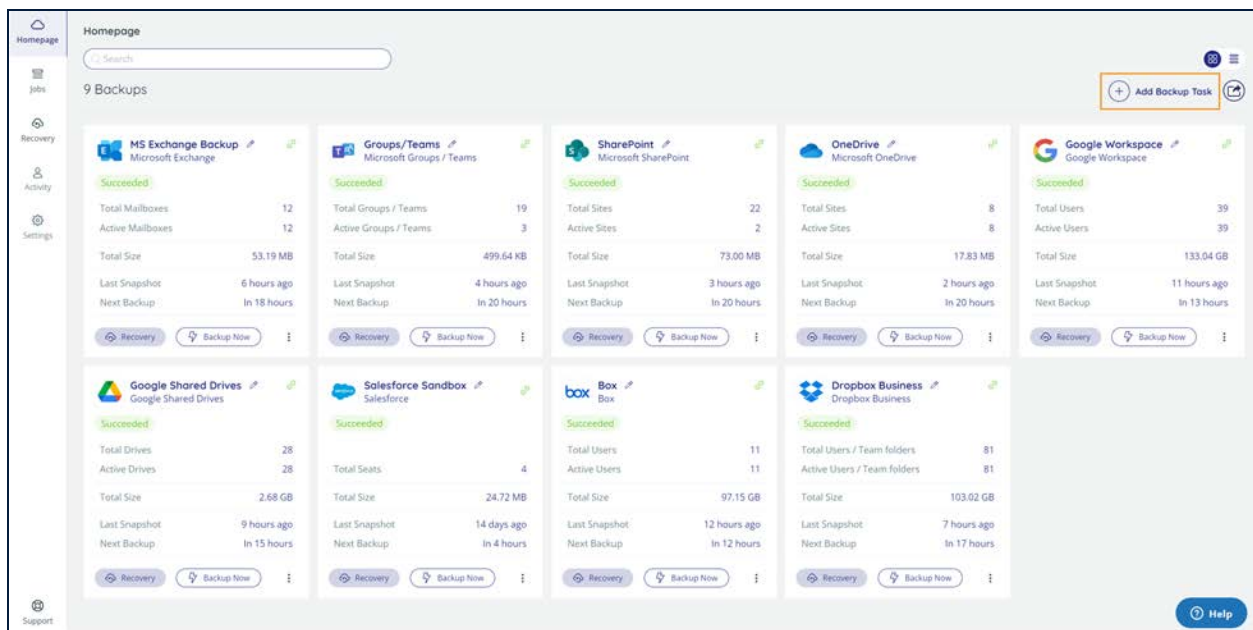 Homepage
Jobs
Recovery
Activity
Settings
Support
Homepage
Search
9 Backups
Add Backup Task
MS Exchange Backup
Microsoft Exchange
Succeeded
Total Mailboxes 12
Active Mailboxes 12
Total Size 53.19 MB
Last Snapshot 6 hours ago
Next Backup In 18 hours
Recovery Backup Now
Groups/Teams
Microsoft Groups / Teams
Succeeded
Total Groups / Teams 19
Active Groups / Teams 3
Total Size 499.64 KB
Last Snapshot 4 hours ago
Next Backup In 20 hours
Recovery Backup Now
SharePoint
Microsoft SharePoint
Succeeded
Total Sites 22
Active Sites 2
Total Size 73.00 MB
Last Snapshot 3 hours ago
Next Backup In 20 hours
Recovery Backup Now
OneDrive
Microsoft OneDrive
Succeeded
Total Sites 8
Active Sites 8
Total Size 17.83 MB
Last Snapshot 2 hours ago
Next Backup In 20 hours
Recovery Backup Now
Google Workspace
Google Workspace
Succeeded
Total Users 39
Active Users 39
Total Size 133.04 GB
Last Snapshot 11 hours ago
Next Backup In 13 hours
Recovery Backup Now
Google Shared Drives
Google Shared Drives
Succeeded
Total Drives 28
Active Drives 28
Total Size 2.68 GB
Last Snapshot 9 hours ago
Next Backup In 15 hours
Recovery Backup Now
Salesforce Sandbox
Salesforce
Succeeded
Total Seats 4
Total Size 24.72 MB
Last Snapshot 14 days ago
Next Backup In 4 hours
Recovery Backup Now
box
Box
Box
Succeeded
Total Users 11
Active Users 11
Total Size 97.15 GB
Last Snapshot 12 hours ago
Next Backup In 12 hours
Recovery Backup Now
Dropbox Business
Dropbox Business
Succeeded
Total Users / Team folders 81
Active Users / Team folders 81
Total Size 103.02 GB
Last Snapshot 7 hours ago
Next Backup In 17 hours
Recovery Backup Now
Help